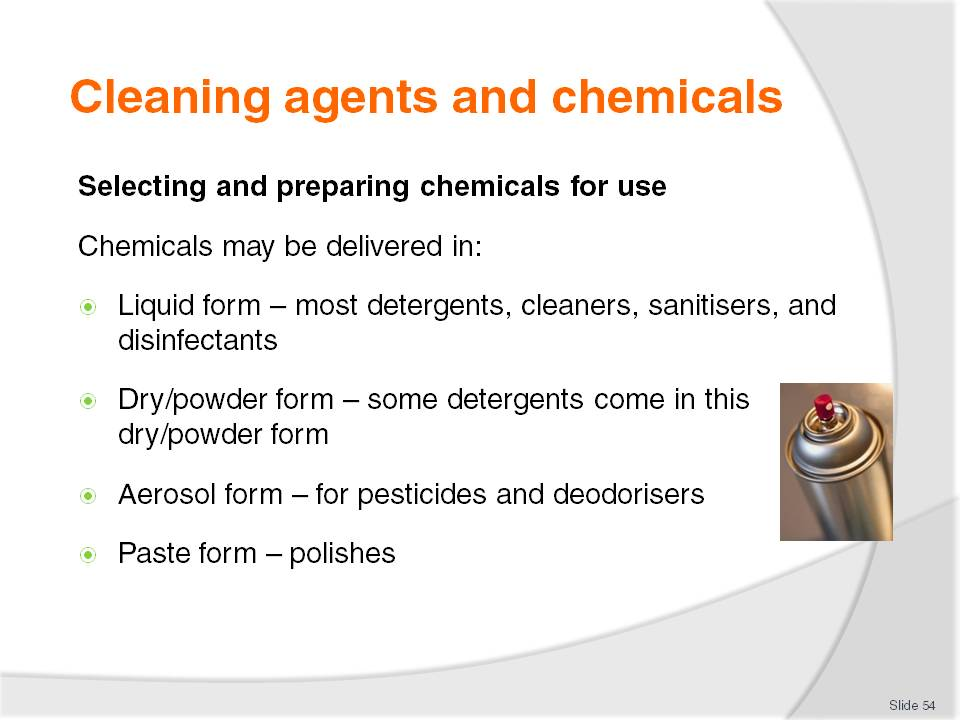 Cleaning agents and chemicals
Selecting and preparing chemicals for use
Chemicals may be delivered in:
Liquid form – most detergents, cleaners, sanitisers, and
disinfectants
Dry/powder form – some detergents come in this
dry/powder form
Aerosol form – for pesticides and deodorisers
Paste form – polishes
Slide 54